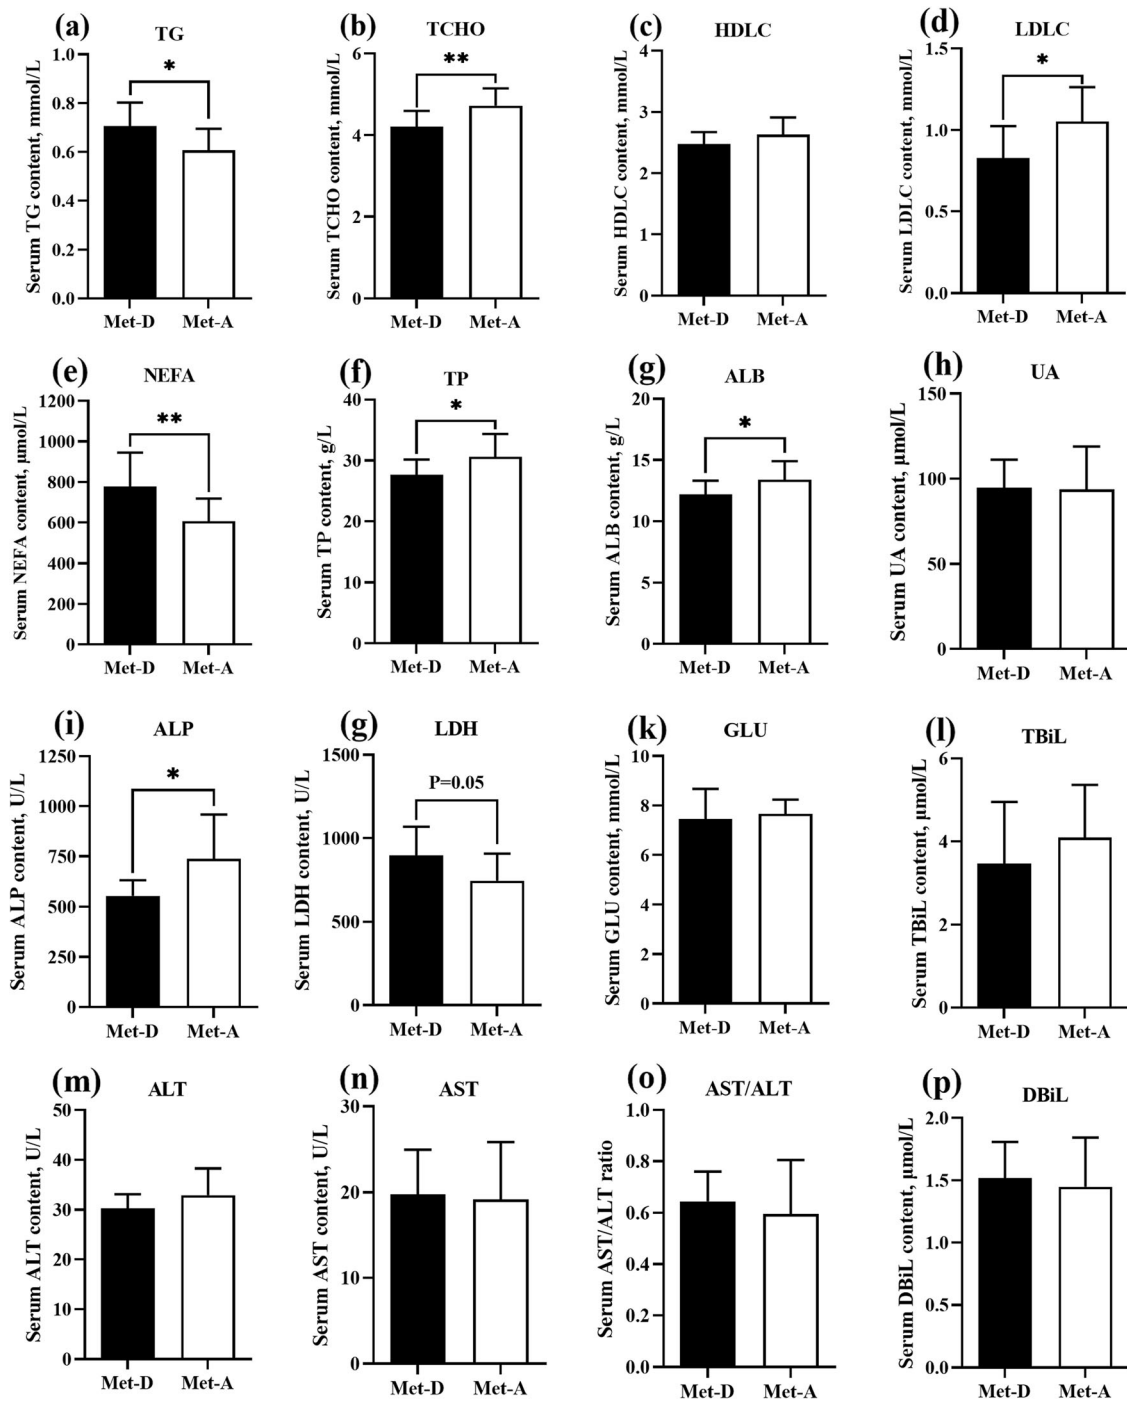 (a) TG
Serum TG content, mmol/L
1.0
0.8
0.6
0.4
0.2
0.0
*
Met-D Met-A
(b) TCHO
Serum TCHO content, mmol/L
6
4
2
0
**
Met-D Met-A
(c) HDLC
Serum HDLC content, mmol/L
4
3
2
1
0
Met-D Met-A
(d) LDLC
Serum LDLC content, mmol/L
1.5
1.0
0.5
0.0
*
Met-D Met-A
(e) NEFA
Serum NEFA content, μmol/L
1200
1000
800
600
400
200
0
**
Met-D Met-A
(f) TP
Serum TP content, g/L
40
30
20
10
0
*
Met-D Met-A
(g) ALB
Serum ALB content, g/L
20
15
10
5
0
*
Met-D Met-A
(h) UA
Serum UA content, μmol/L
150
100
50
0
Met-D Met-A
(i) ALP
Serum ALP content, U/L
1250
1000
750
500
250
0
*
Met-D Met-A
(g) LDH
Serum LDH content, U/L
1500
1000
500
0
P=0.05
Met-D Met-A
(k) GLU
Serum GLU content, mmol/L
10
8
6
4
2
0
Met-D Met-A
(l) TBiL
Serum TBiL content, μmol/L
6
4
2
0
Met-D Met-A
(m) ALT
Serum ALT content, U/L
50
40
30
20
10
0
Met-D Met-A
(n) AST
Serum AST content, U/L
30
20
10
0
Met-D Met-A
(o) AST/ALT
Serum AST/ALT ratio
1.0
0.8
0.6
0.4
0.2
0.0
Met-D Met-A
(p) DBiL
Serum DBiL content, μmol/L
2.0
1.5
1.0
0.5
0.0
Met-D Met-A